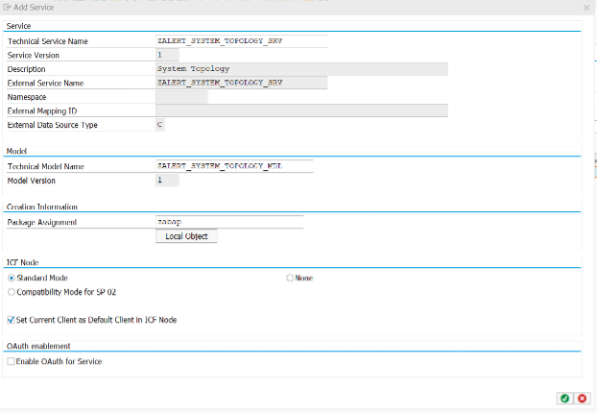 Add Service
Service
Technical Service Name ZALERT_SYSTEM_TOPOLOGY_SRV
Service Version 1
Description System Topology
External Service Name ZALERT_SYSTEM_TOPOLOGY_SRV
Namespace
External Mapping ID
External Data Source Type C
Model
Technical Model Name ZALERT_SYSTEM_TOPOLOGY_MDL
Model Version 1
Creation Information
Package Assignment zabap
Local Object
ICF Node
Standard Mode None
Compatibility Mode for SP 02
Set Current Client as Default Client in ICF Node
OAuth enablement
Enable OAuth for Service